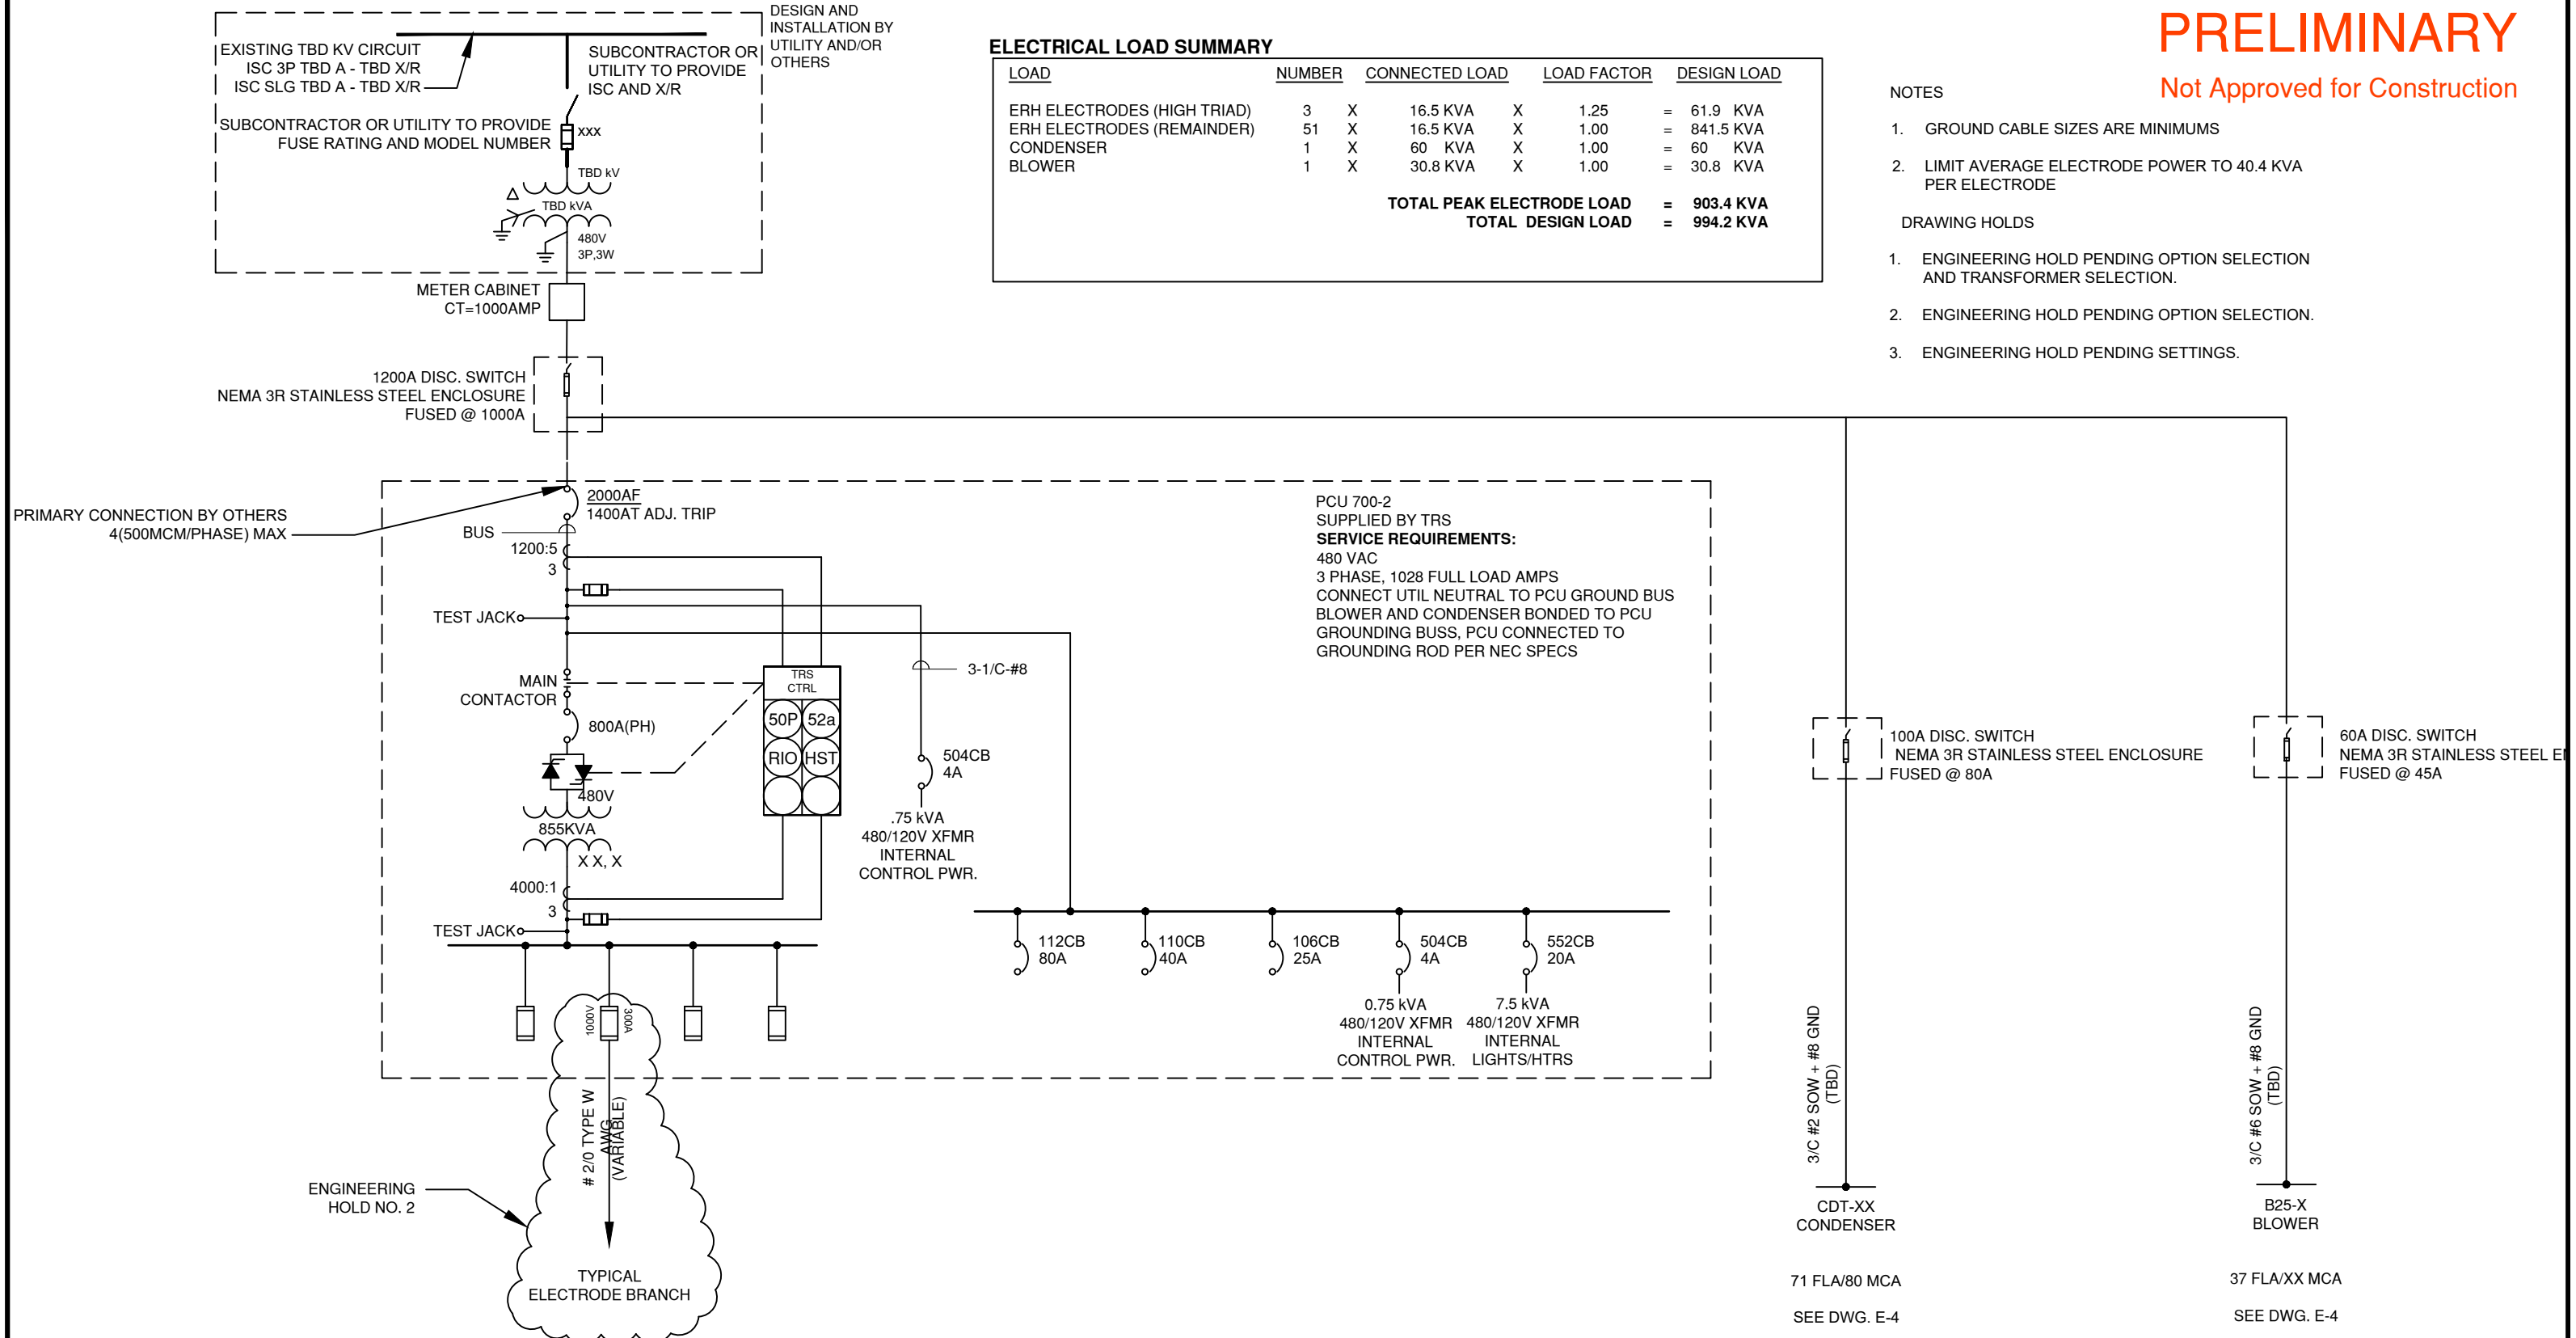 DESIGN AND
INSTALLATION BY
UTILITY AND/OR
OTHERS
EXISTING TBD KV CIRCUIT
ISC 3P TBD A - TBD X/R
ISC SLG TBD A - TBD X/R
SUBCONTRACTOR OR
UTILITY TO PROVIDE
ISC AND X/R
SUBCONTRACTOR OR UTILITY TO PROVIDE
FUSE RATING AND MODEL NUMBER
xxx
TBD kV
TBD kVA
480V
3P,3W
METER CABINET
CT=1000AMP
1200A DISC. SWITCH
NEMA 3R STAINLESS STEEL ENCLOSURE
FUSED @ 1000A
ELECTRICAL LOAD SUMMARY
LOAD NUMBER CONNECTED LOAD LOAD FACTOR DESIGN LOAD
ERH ELECTRODES (HIGH TRIAD) 3 X 16.5 KVA X 1.25 = 61.9 KVA
ERH ELECTRODES (REMAINDER) 51 X 16.5 KVA X 1.00 = 841.5 KVA
CONDENSER 1 X 60 KVA X 1.00 = 60 KVA
BLOWER 1 X 30.8 KVA X 1.00 = 30.8 KVA
TOTAL PEAK ELECTRODE LOAD = 903.4 KVA
TOTAL DESIGN LOAD = 994.2 KVA
PRELIMINARY
Not Approved for Construction
NOTES
1. GROUND CABLE SIZES ARE MINIMUMS
2. LIMIT AVERAGE ELECTRODE POWER TO 40.4 KVA
PER ELECTRODE
DRAWING HOLDS
1. ENGINEERING HOLD PENDING OPTION SELECTION
AND TRANSFORMER SELECTION.
2. ENGINEERING HOLD PENDING OPTION SELECTION.
3. ENGINEERING HOLD PENDING SETTINGS.
PRIMARY CONNECTION BY OTHERS
4(500MCM/PHASE) MAX
2000AF
1400AT ADJ. TRIP
BUS
1200:5
3
TEST JACK
MAIN
CONTACTOR
800A(PH)
480V
855KVA
X X, X
4000:1
3
TEST JACK
TRS
CTRL
50P 52a
RIO HST
3-1/C-#8
504CB
4A
.75 kVA
480/120V XFMR
INTERNAL
CONTROL PWR.
PCU 700-2
SUPPLIED BY TRS
SERVICE REQUIREMENTS:
480 VAC
3 PHASE, 1028 FULL LOAD AMPS
CONNECT UTIL NEUTRAL TO PCU GROUND BUS
BLOWER AND CONDENSER BONDED TO PCU
GROUNDING BUSS, PCU CONNECTED TO
GROUNDING ROD PER NEC SPECS
112CB
80A
110CB
40A
106CB
25A
504CB
4A
552CB
20A
0.75 kVA
480/120V XFMR
INTERNAL
CONTROL PWR.
7.5 kVA
480/120V XFMR
INTERNAL
LIGHTS/HTRS
1000V
300A
# 2/0 TYPE W
AWG
(VARIABLE)
ENGINEERING
HOLD NO. 2
TYPICAL
ELECTRODE BRANCH
100A DISC. SWITCH
NEMA 3R STAINLESS STEEL ENCLOSURE
FUSED @ 80A
3/C #2 SOW + #8 GND
(TBD)
CDT-XX
CONDENSER
71 FLA/80 MCA
SEE DWG. E-4
60A DISC. SWITCH
NEMA 3R STAINLESS STEEL
FUSED @ 45A
3/C #6 SOW + #8 GND
(TBD)
B25-X
BLOWER
37 FLA/XX MCA
SEE DWG. E-4